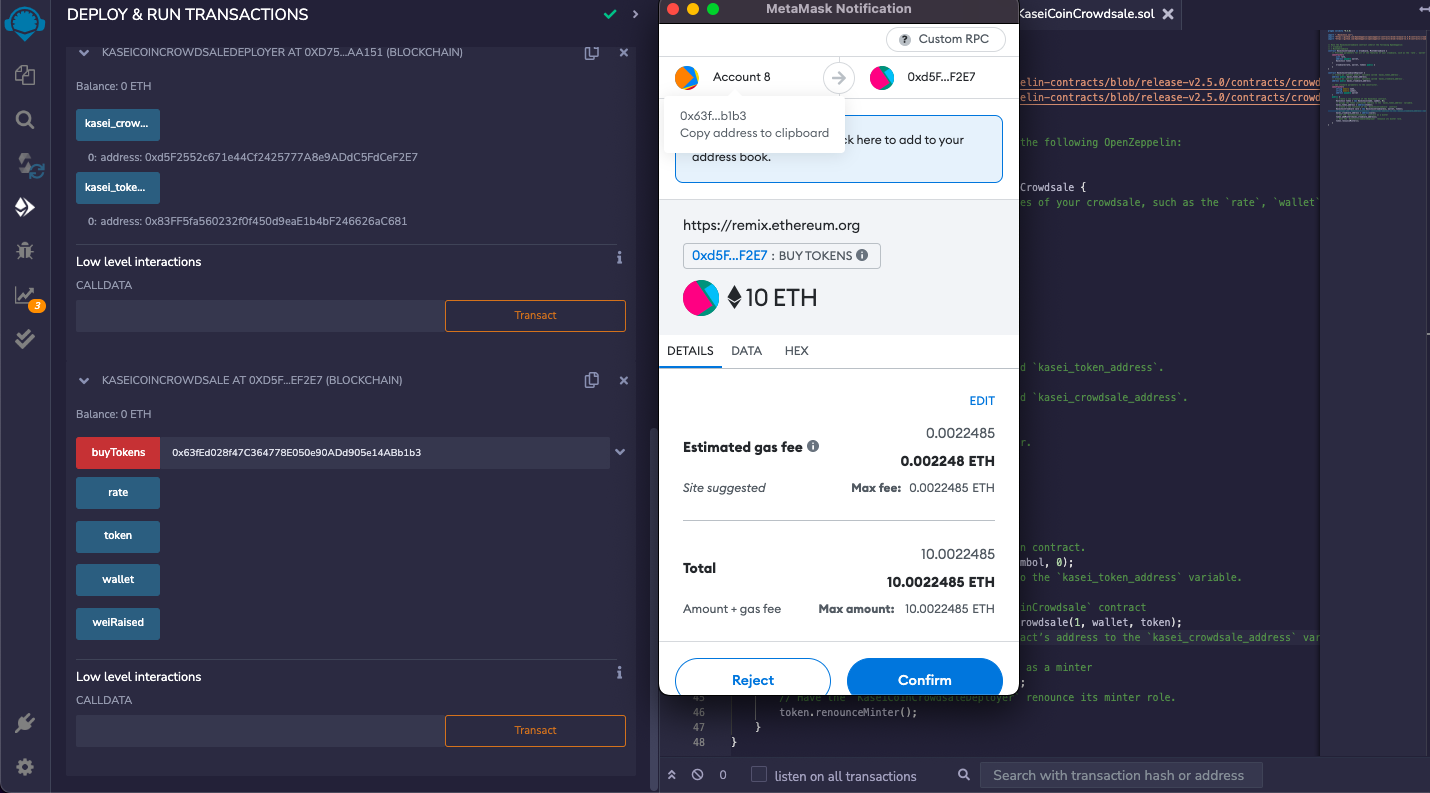 DEPLOY & RUN TRANSACTIONS
KASEICOINCROWDSALEDEPLOYER AT 0XD75...AA151 (BLOCKCHAIN)
Balance: 0 ETH
kasei_crow...
0: address: 0xd5F2552c671e44Cf2425777A8e9ADdC5FdCeF2E7
kasei_toke...
0: address: 0x83FF5fa560232f0f450d9eaE1b4bF246626aC681
Low level interactions
CALLDATA
Transact
3
KASEICOINCROWDSALE AT 0XD5F...EF2E7 (BLOCKCHAIN)
Balance: 0 ETH
buyTokens
0x63fEd028f47C364778E050e90ADd905e14ABb1b3
rate
token
wallet
weiRaised
Low level interactions
CALLDATA
Transact
MetaMask Notification
Custom RPC
Account 8
0xd5F...F2E7
0x63f...b1b3
Copy address to clipboard
ck here to add to your
address book.
https://remix.ethereum.org
0xd5F...F2E7 : BUY TOKENS
10 ETH
DETAILS DATA HEX
EDIT
0.0022485
Estimated gas fee
0.002248 ETH
Site suggested Max fee: 0.0022485 ETH
10.0022485
Total
10.0022485 ETH
Amount + gas fee Max amount: 10.0022485 ETH
Reject Confirm
KaseiCoinCrowdsale.sol
elin-contracts/blob/release-v2.5.0/contracts/crowd
elin-contracts/blob/release-v2.5.0/contracts/crowd
the following OpenZeppelin:
Crowdsale {
es of your crowdsale, such as the `rate`, `wallet`
d `kasei_token_address`.
d `kasei_crowdsale_address`.
r.
n contract.
mbol, 0);
o the `kasei_token_address` variable.
inCrowdsale` contract
rowdsale(1, wallet, token);
act's address to the `kasei_crowdsale_address` var
as a minter
;
45 // Have the `KaseiCoinCrowdsaleDeployer` renounce its minter role.
46 token.renounceMinter();
47 }
48 }
0
listen on all transactions
Search with transaction hash or address